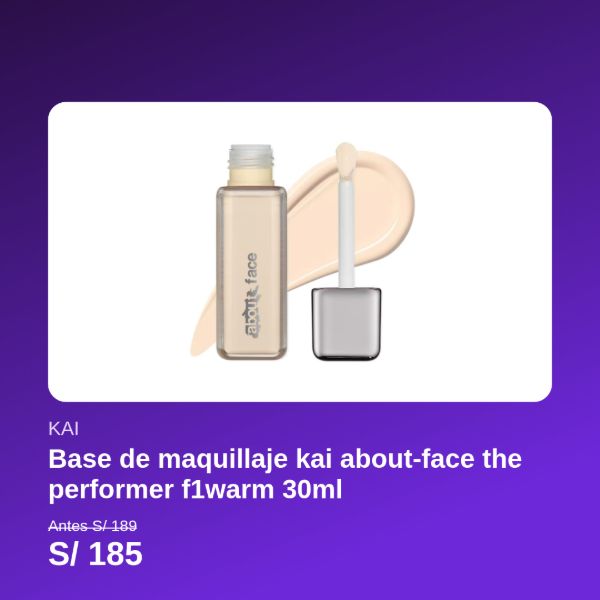 about-face
KAI
Base de maquillaje kai about-face the
performer f1warm 30ml
Antes S/ 189
S/ 185